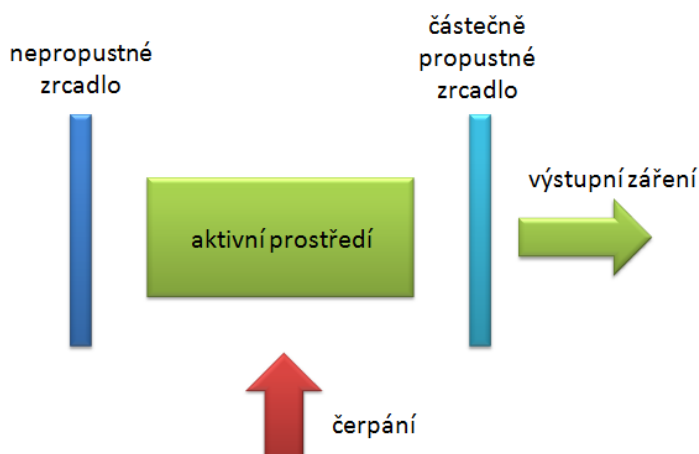 nepropustné
zrcadlo
částečně
propustné
zrcadlo
výstupní záření
aktivní prostředí
čerpání